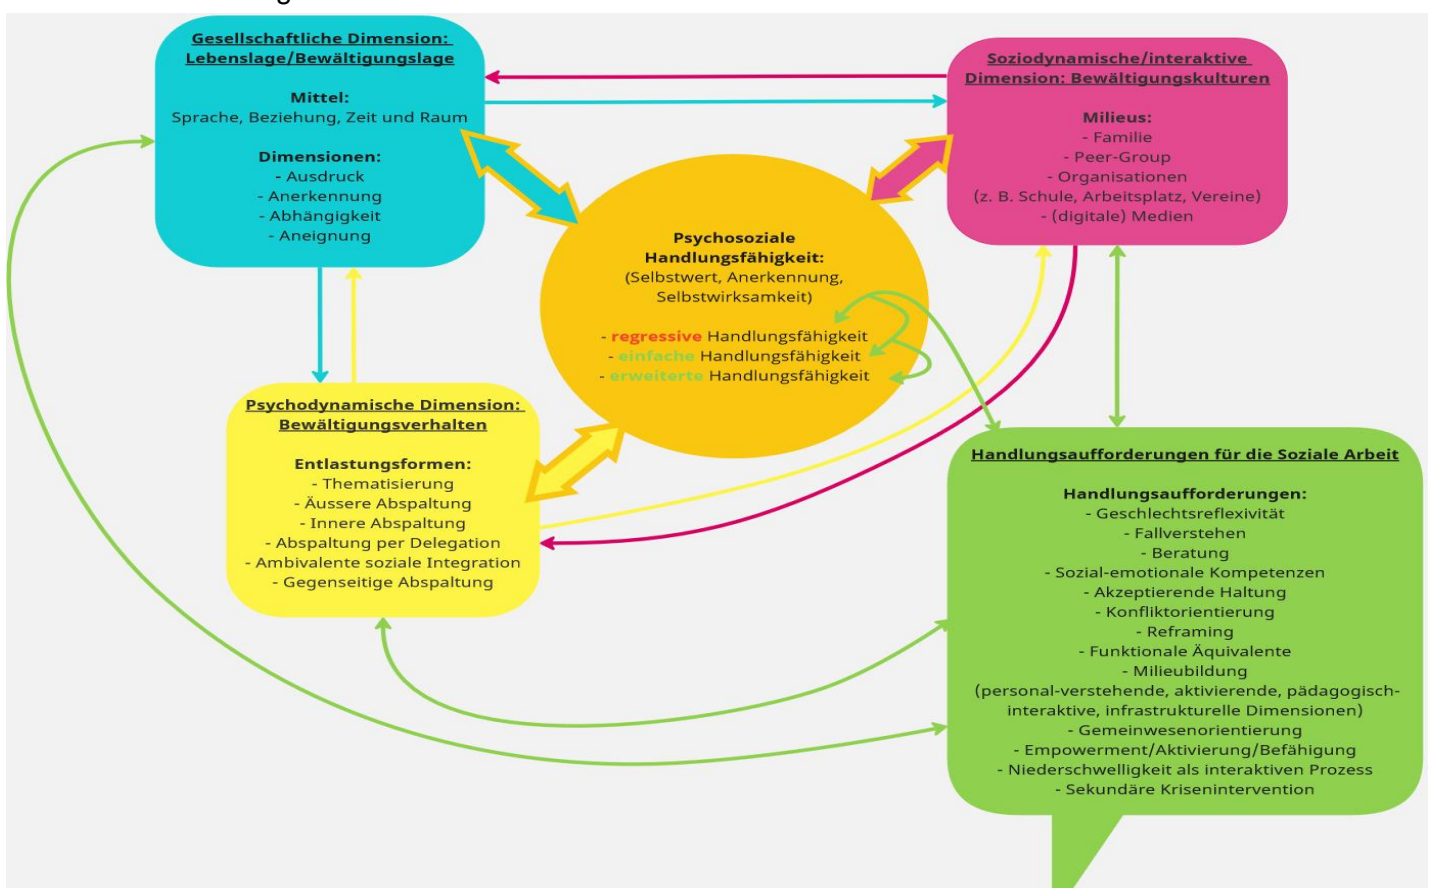 Gesellschaftliche Dimension:
Lebenslage/Bewältigungslage
Mittel:
Sprache, Beziehung, Zeit und Raum
Dimensionen:
- Ausdruck
- Anerkennung
- Abhängigkeit
- Aneignung
Soziodynamische/interaktive
Dimension: Bewältigungskulturen
Milieus:
- Familie
- Peer-Group
- Organisationen
(z. B. Schule, Arbeitsplatz, Vereine)
- (digitale) Medien
Psychosoziale
Handlungsfähigkeit:
(Selbstwert, Anerkennung,
Selbstwirksamkeit)
- regressive Handlungsfähigkeit
- einfache Handlungsfähigkeit
- erweiterte Handlungsfähigkeit
Psychodynamische Dimension:
Bewältigungsverhalten
Entlastungsformen:
- Thematisierung
- Äussere Abspaltung
- Innere Abspaltung
- Abspaltung per Delegation
- Ambivalente soziale Integration
- Gegenseitige Abspaltung
Handlungsaufforderungen für die Soziale Arbeit
Handlungsaufforderungen:
- Geschlechtsreflexivität
- Fallverstehen
- Beratung
- Sozial-emotionale Kompetenzen
- Akzeptierende Haltung
- Konfliktorientierung
- Reframing
- Funktionale Äquivalente
- Milieubildung
(personal-verstehende, aktivierende, pädagogisch-
interaktive, infrastrukturelle Dimensionen)
- Gemeinwesenorientierung
- Empowerment/Aktivierung/Befähigung
- Niederschwelligkeit als interaktiven Prozess
- Sekundäre Krisenintervention